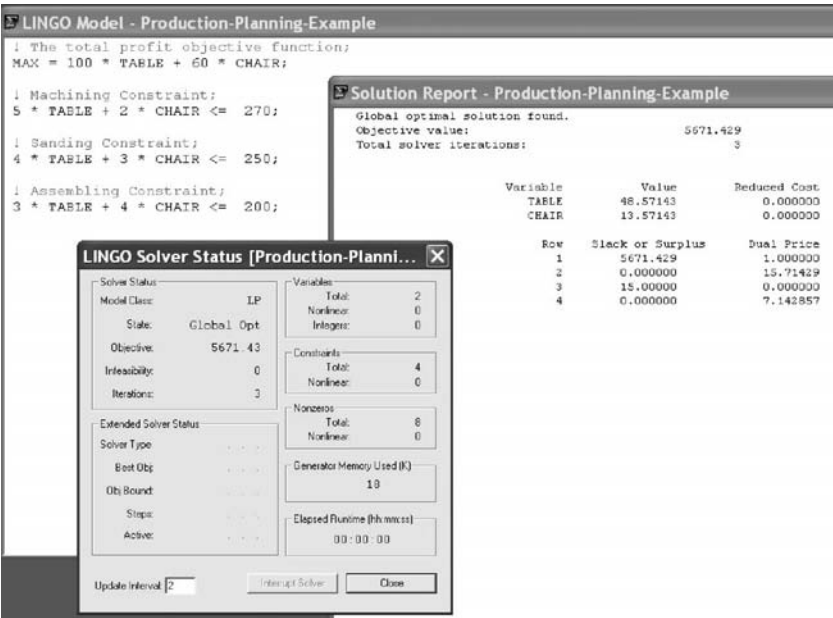 LINGO Model - Production-Planning-Example
! The total profit objective function;
MAX = 100 * TABLE + 60 * CHAIR;
! Machining Constraint;
5 * TABLE + 2 * CHAIR <= 270;
! Sanding Constraint;
4 * TABLE + 3 * CHAIR <= 250;
! Assembling Constraint;
3 * TABLE + 4 * CHAIR <= 200;
Solution Report - Production-Planning-Example
Global optimal solution found.
Objective value: 5671.429
Total solver iterations: 3
Variable Value Reduced Cost
TABLE 48.57143 0.000000
CHAIR 13.57143 0.000000
Row Slack or Surplus Dual Price
1 5671.429 1.000000
2 0.000000 15.71429
3 15.00000 0.000000
4 0.000000 7.142857
LINGO Solver Status [Production-Planni...
Solver Status
Model Class: LP
State: Global Opt
Objective: 5671.43
Infeasibility: 0
Iterations: 3
Extended Solver Status
Solver Type . . .
Best Obj: . . .
Obj Bound: . . .
Steps: . . .
Active: . . .
Update Interval: 2
Variables
Total: 2
Nonlinear: 0
Integers: 0
Constraints
Total: 4
Nonlinear: 0
Nonzeros
Total: 8
Nonlinear: 0
Generator Memory Used (K)
18
Elapsed Runtime (hh:mm:ss)
00:00:00
Interrupt Solver
Close